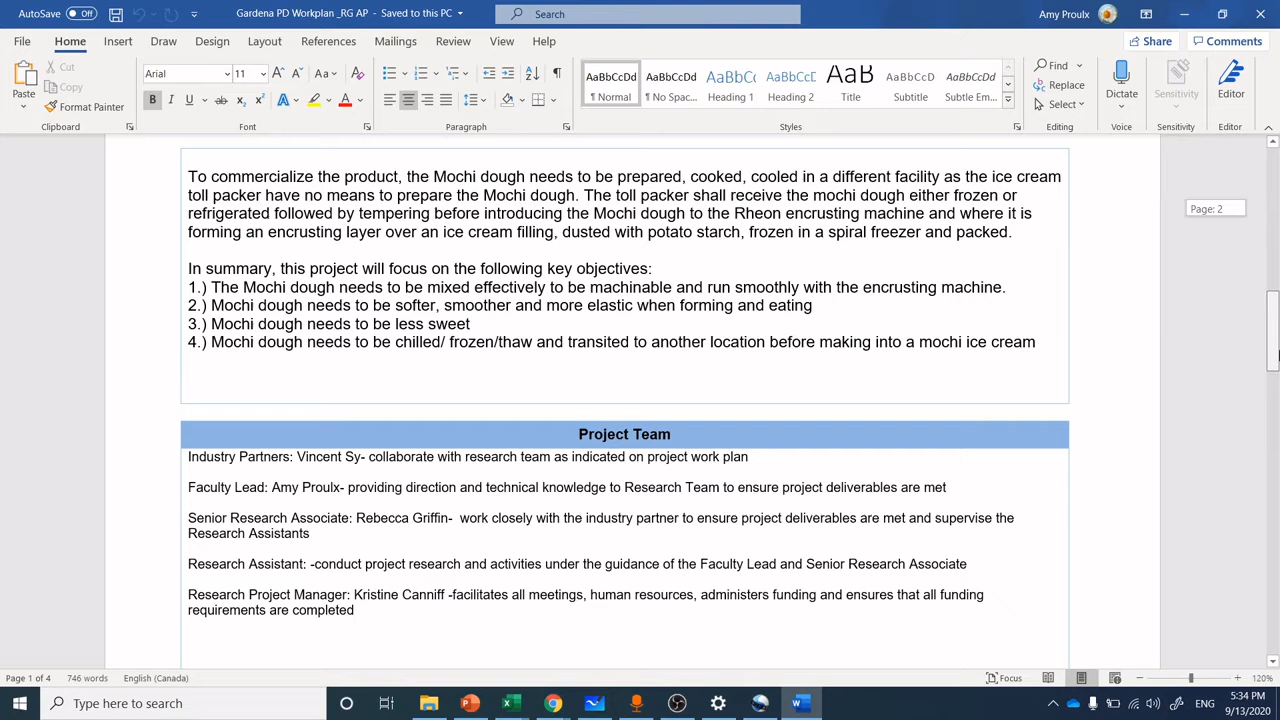 AutoSave Off Gardena PD Workplan _RG AP - Saved to this PC Search Amy Proulx
File Home Insert Draw Design Layout References Mailings Review View Help Share Comments
Paste Cut Copy Format Painter Clipboard
Arial 11 Font
Paragraph
AaBbCcDd ¶ Normal AaBbCcDd ¶ No Spac... AaBbC( Heading 1 AaBbCcC Heading 2 AaB Title AaBbCcD Subtitle AaBbCcDd Subtle Em... Styles
Find Replace Select Editing
Dictate Voice Sensitivity Sensitivity Editor Editor
Page: 2
To commercialize the product, the Mochi dough needs to be prepared, cooked, cooled in a different facility as the ice cream
toll packer have no means to prepare the Mochi dough. The toll packer shall receive the mochi dough either frozen or
refrigerated followed by tempering before introducing the Mochi dough to the Rheon encrusting machine and where it is
forming an encrusting layer over an ice cream filling, dusted with potato starch, frozen in a spiral freezer and packed.
In summary, this project will focus on the following key objectives:
1.) The Mochi dough needs to be mixed effectively to be machinable and run smoothly with the encrusting machine.
2.) Mochi dough needs to be softer, smoother and more elastic when forming and eating
3.) Mochi dough needs to be less sweet
4.) Mochi dough needs to be chilled/ frozen/thaw and transited to another location before making into a mochi ice cream
Project Team
Industry Partners: Vincent Sy- collaborate with research team as indicated on project work plan
Faculty Lead: Amy Proulx- providing direction and technical knowledge to Research Team to ensure project deliverables are met
Senior Research Associate: Rebecca Griffin- work closely with the industry partner to ensure project deliverables are met and supervise the
Research Assistants
Research Assistant: -conduct project research and activities under the guidance of the Faculty Lead and Senior Research Associate
Research Project Manager: Kristine Canniff -facilitates all meetings, human resources, administers funding and ensures that all funding
requirements are completed
Page 1 of 4 746 words English (Canada) Focus 120%
Type here to search ENG 5:34 PM
9/13/2020